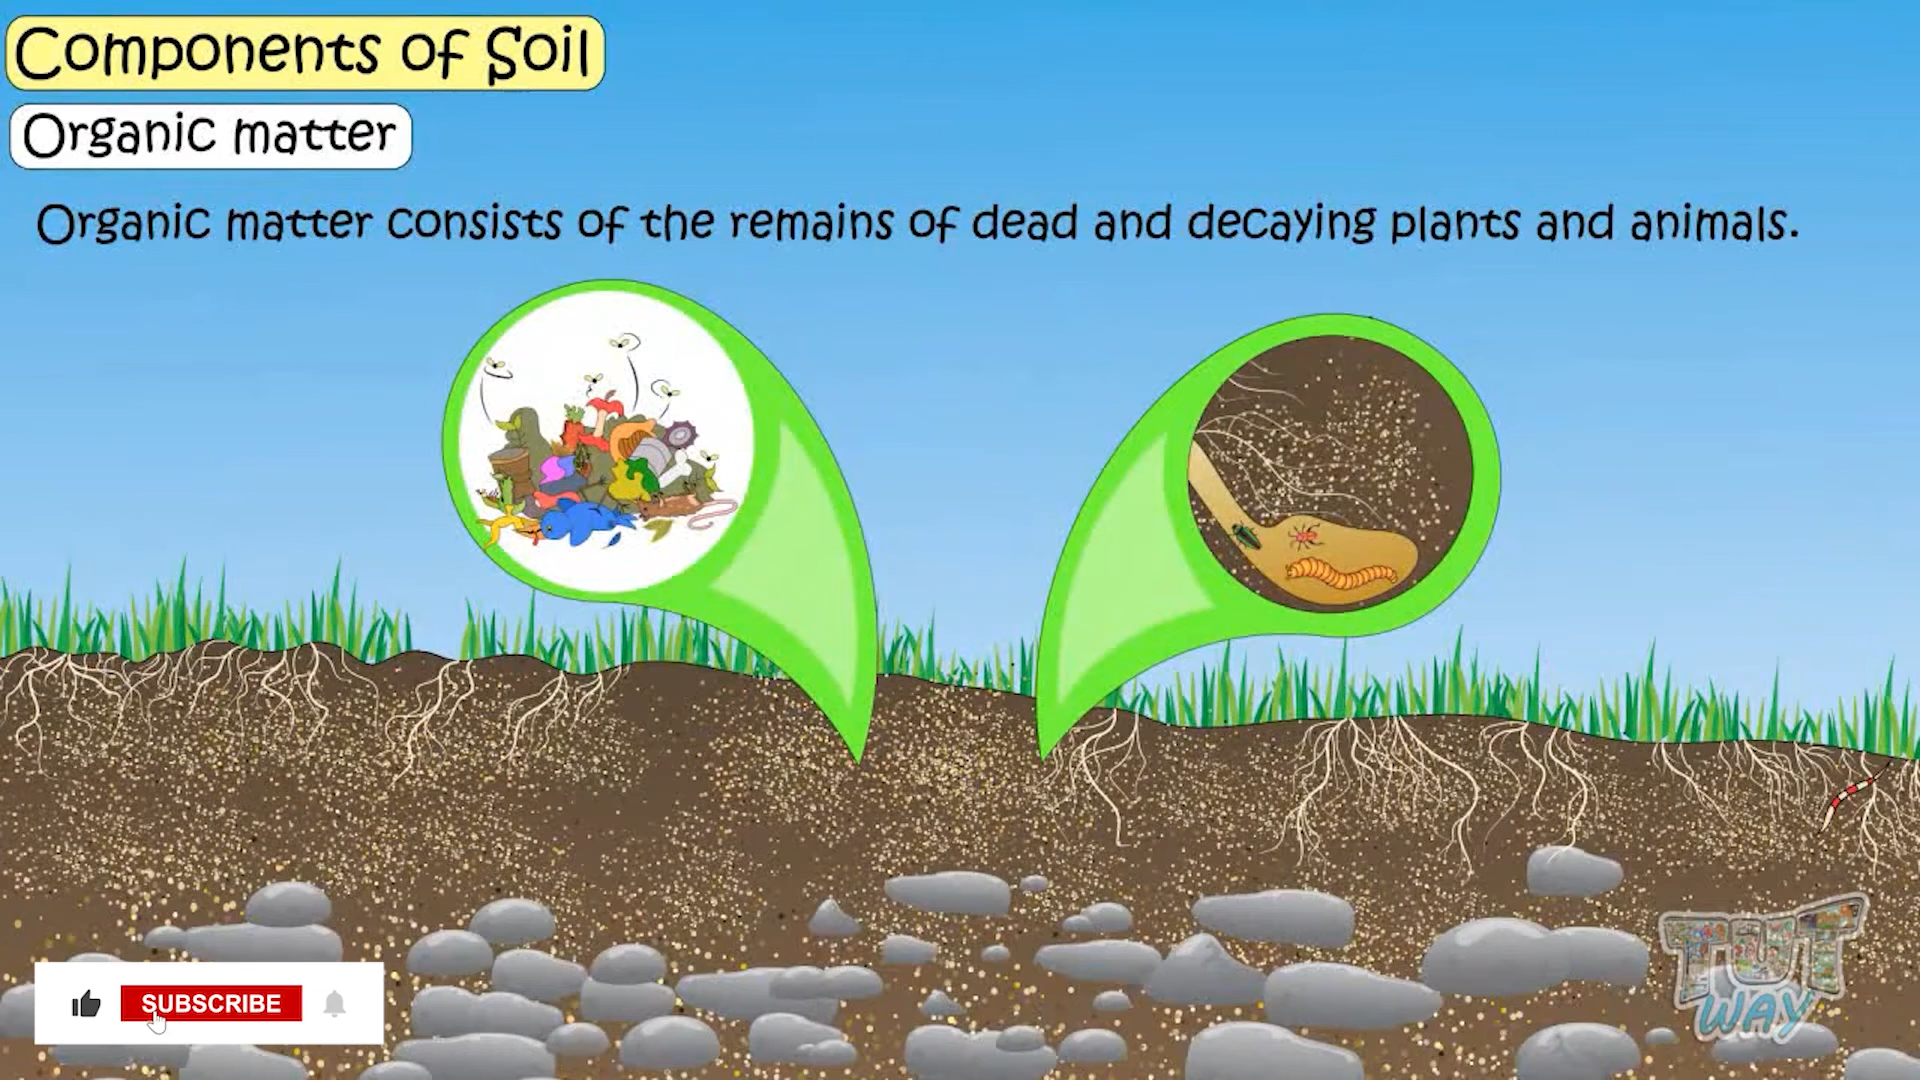 Components of Soil
Organic matter
Organic matter consists of the remains of dead and decaying plants and animals.
SUBSCRIBE
TUT
WAY